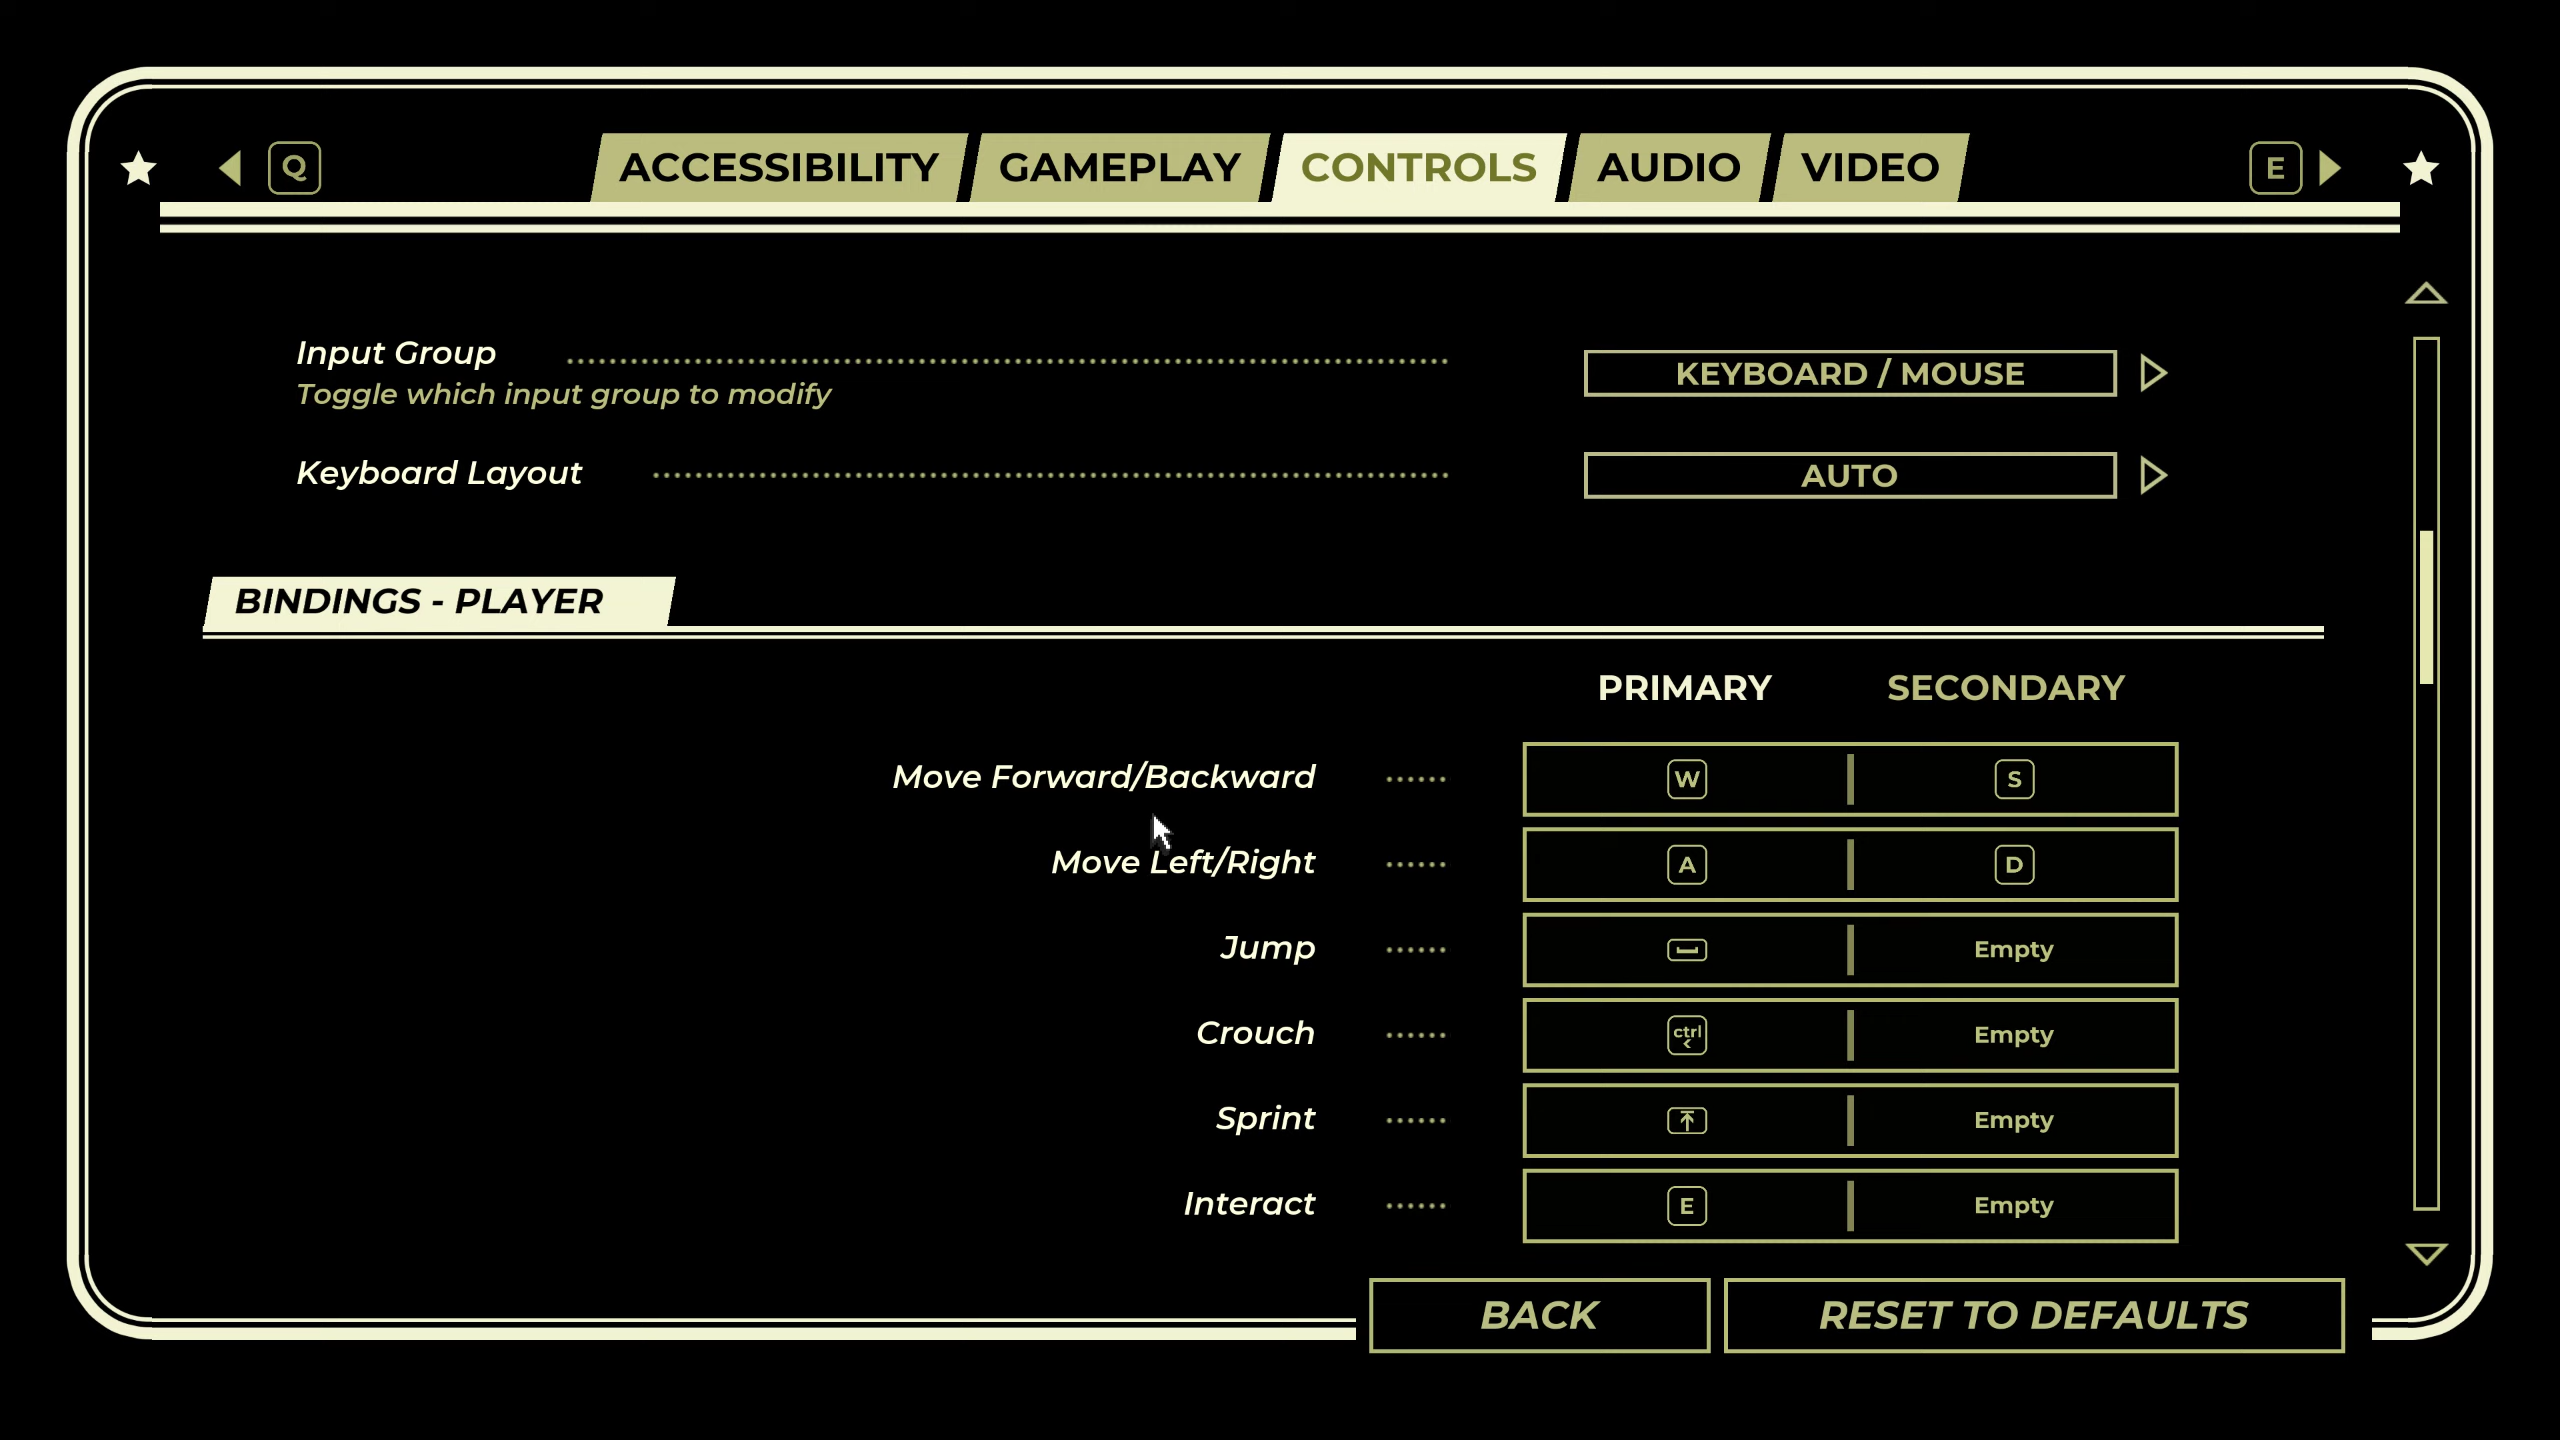 Q
ACCESSIBILITY GAMEPLAY CONTROLS AUDIO VIDEO
E
Input Group KEYBOARD / MOUSE
Toggle which input group to modify
Keyboard Layout AUTO
BINDINGS - PLAYER
PRIMARY SECONDARY
Move Forward/Backward W S
Move Left/Right A D
Jump Empty
Crouch ctrl Empty
Sprint Empty
Interact E Empty
BACK RESET TO DEFAULTS